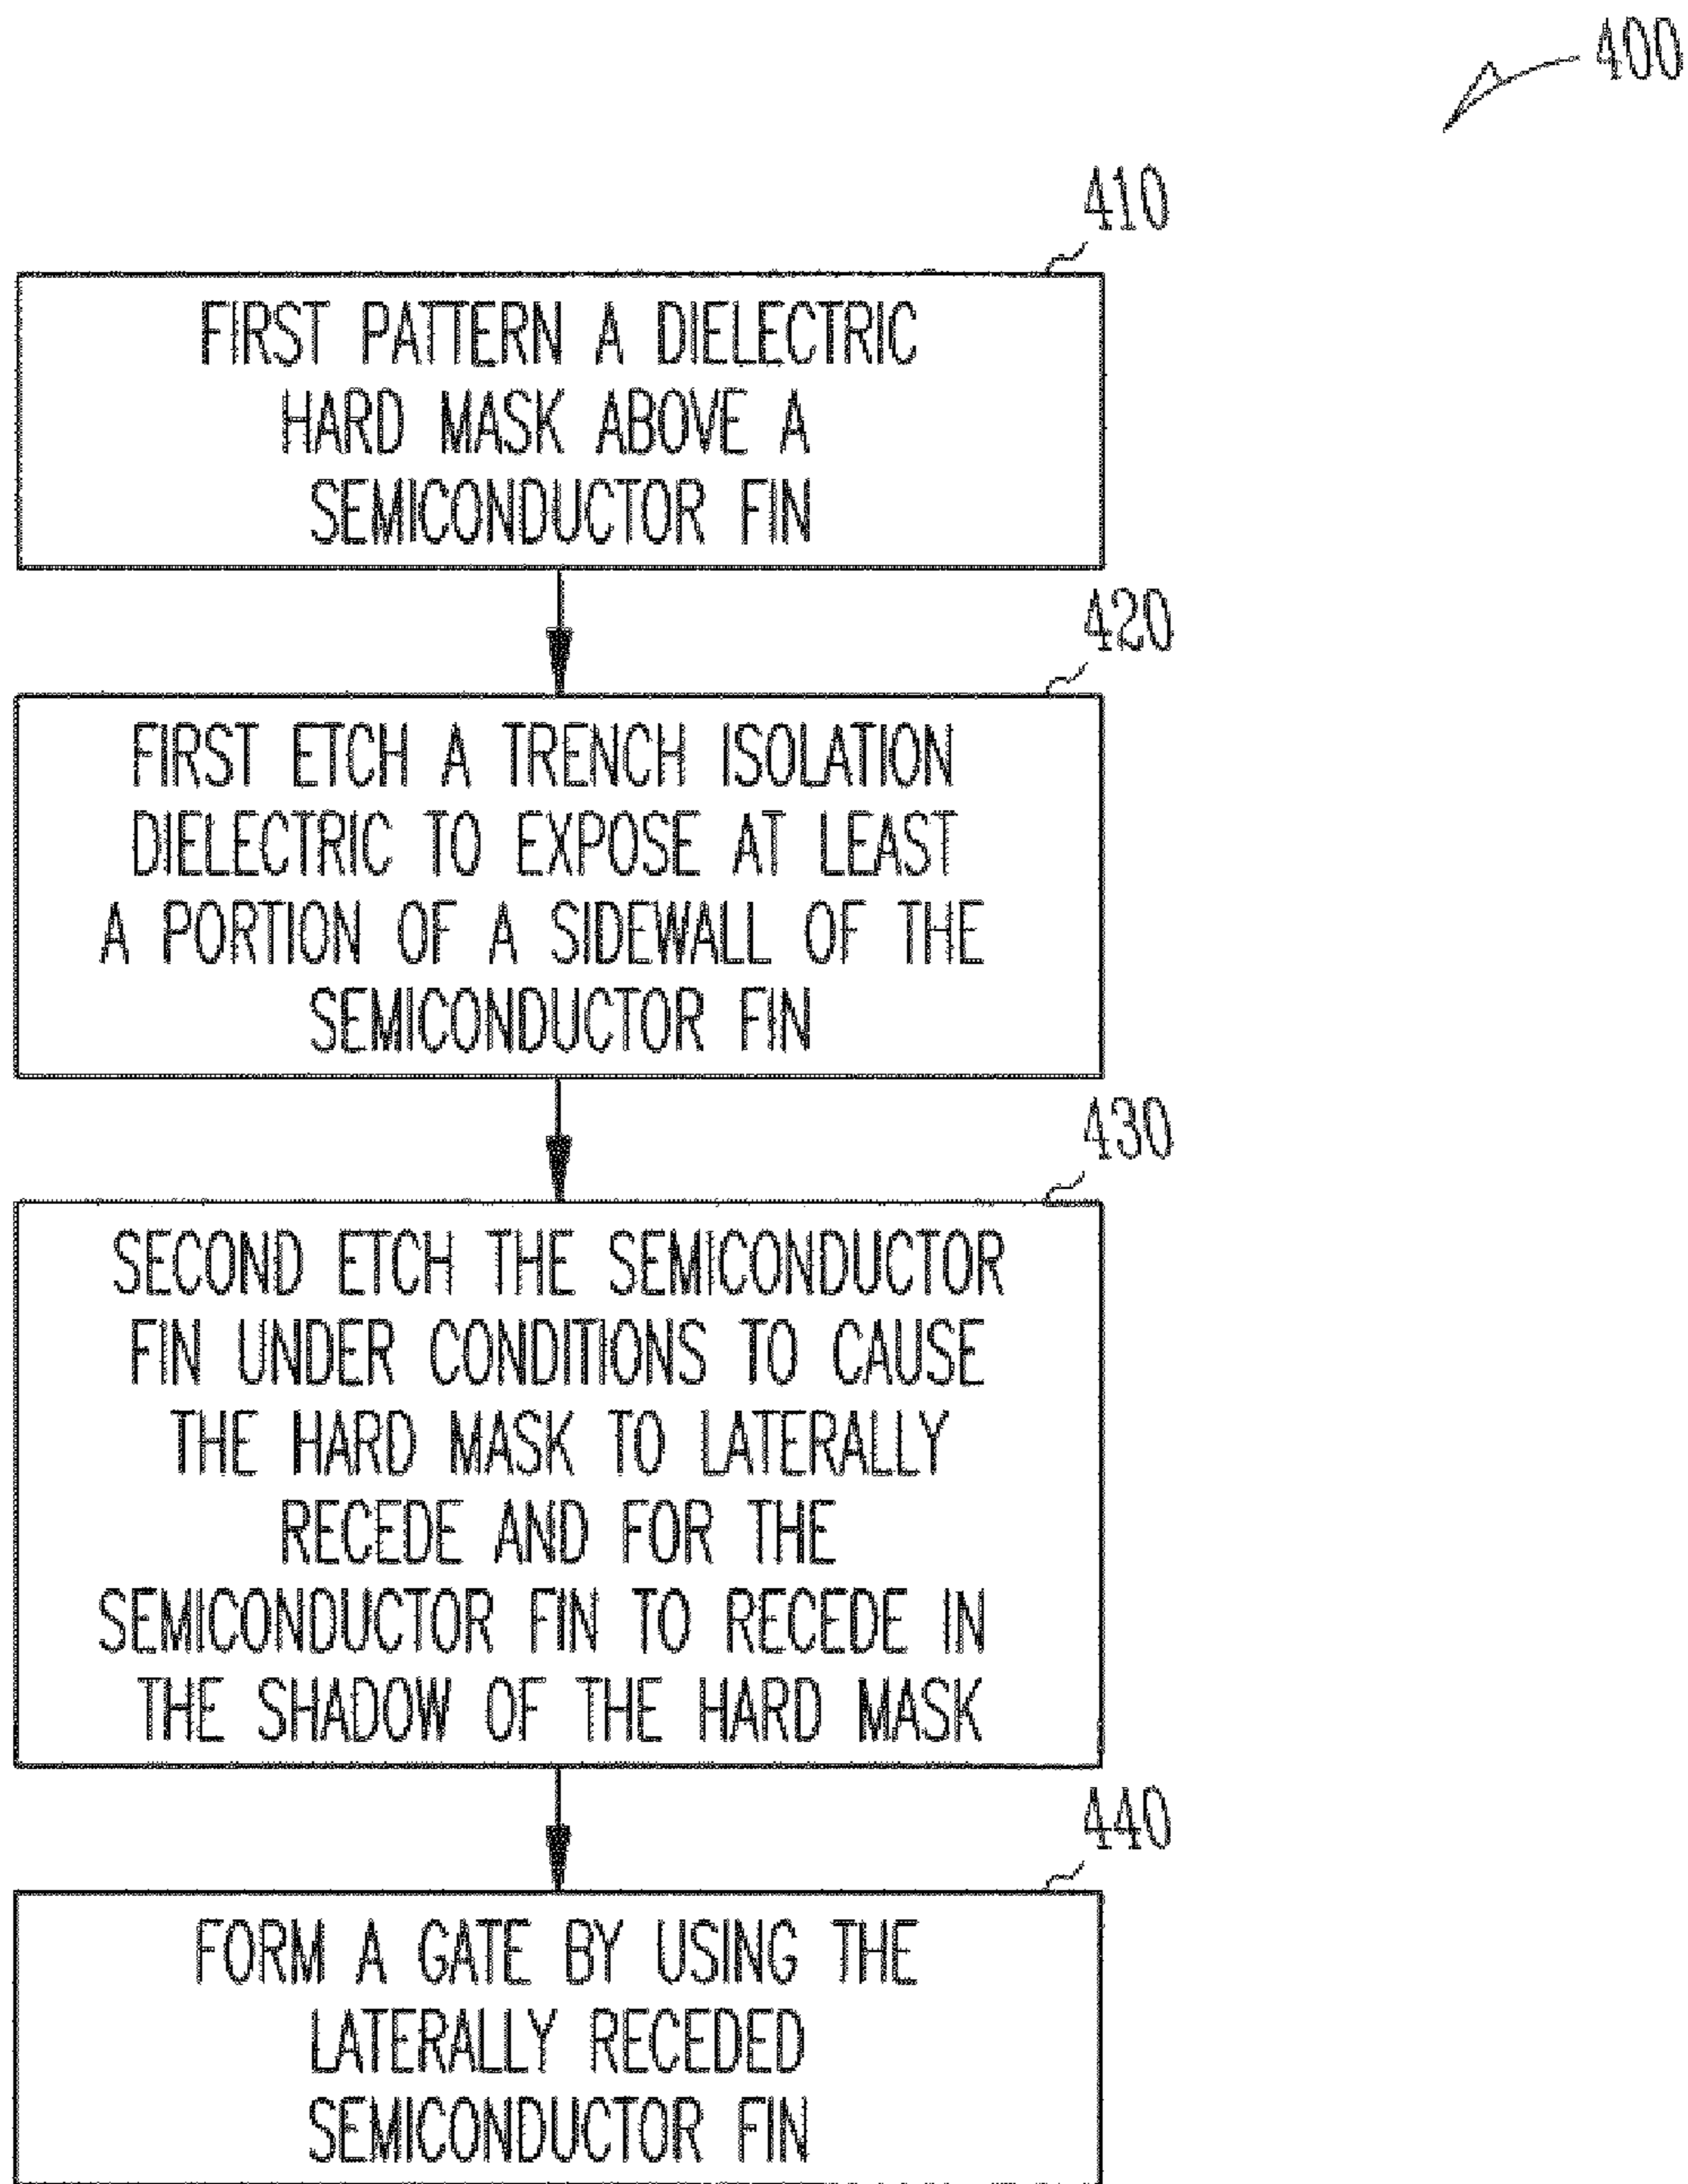 400
410
FIRST PATTERN A DIELECTRIC
HARD MASK ABOVE A
SEMICONDUCTOR FIN
420
FIRST ETCH A TRENCH ISOLATION
DIELECTRIC TO EXPOSE AT LEAST
A PORTION OF A SIDEWALL OF THE
SEMICONDUCTOR FIN
430
SECOND ETCH THE SEMICONDUCTOR
FIN UNDER CONDITIONS TO CAUSE
THE HARD MASK TO LATERALLY
RECEDE AND FOR THE
SEMICONDUCTOR FIN TO RECEDE IN
THE SHADOW OF THE HARD MASK
440
FORM A GATE BY USING THE
LATERALLY RECEDED
SEMICONDUCTOR FIN